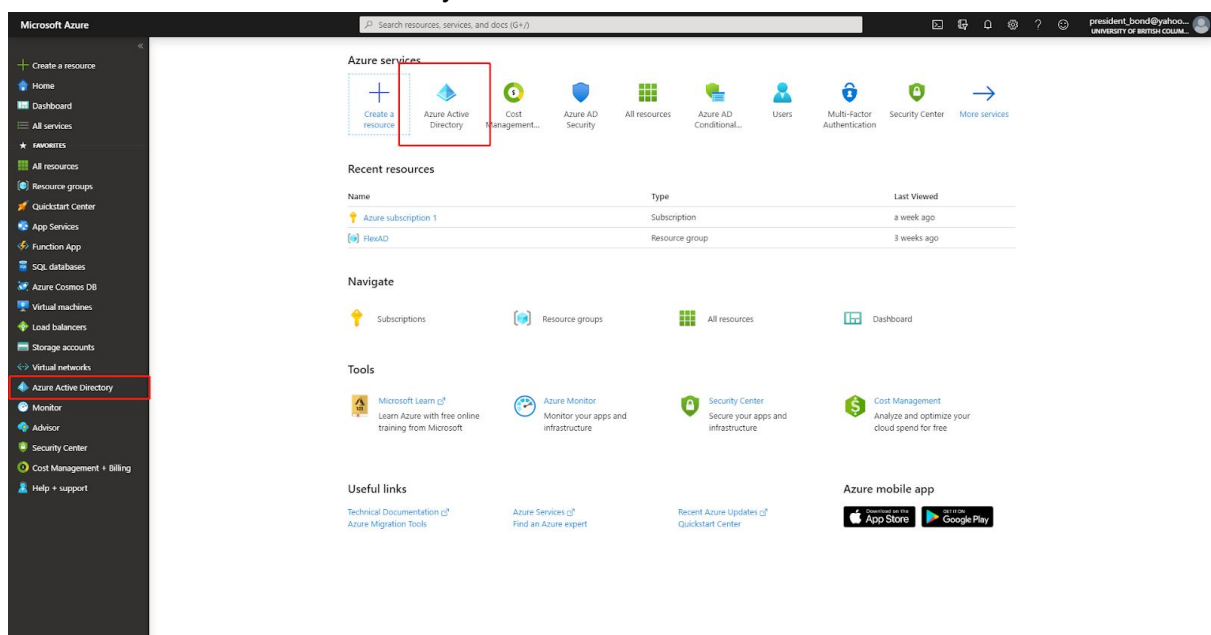 Microsoft Azure
Search resources, services, and docs (G+/)
president_bond@yahoo...
UNIVERSITY OF BRITISH COLUM...
«
Create a resource
Home
Dashboard
All services
FAVORITES
All resources
Resource groups
Quickstart Center
App Services
Function App
SQL databases
Azure Cosmos DB
Virtual machines
Load balancers
Storage accounts
Virtual networks
Azure Active Directory
Monitor
Advisor
Security Center
Cost Management + Billing
Help + support
Azure services
Create a resource
Azure Active Directory
Cost Management...
Azure AD Security
All resources
Azure AD Conditional...
Users
Multi-Factor Authentication
Security Center
More services
Recent resources
Name Type Last Viewed
Azure subscription 1 Subscription a week ago
FlexAD Resource group 3 weeks ago
Navigate
Subscriptions Resource groups All resources Dashboard
Tools
Microsoft Learn
Learn Azure with free online
training from Microsoft
Azure Monitor
Monitor your apps and
infrastructure
Security Center
Secure your apps and
infrastructure
Cost Management
Analyze and optimize your
cloud spend for free
Useful links
Technical Documentation Azure Services Recent Azure Updates
Azure Migration Tools Find an Azure expert Quickstart Center
Azure mobile app
Download on the
App Store
GET IT ON
Google Play